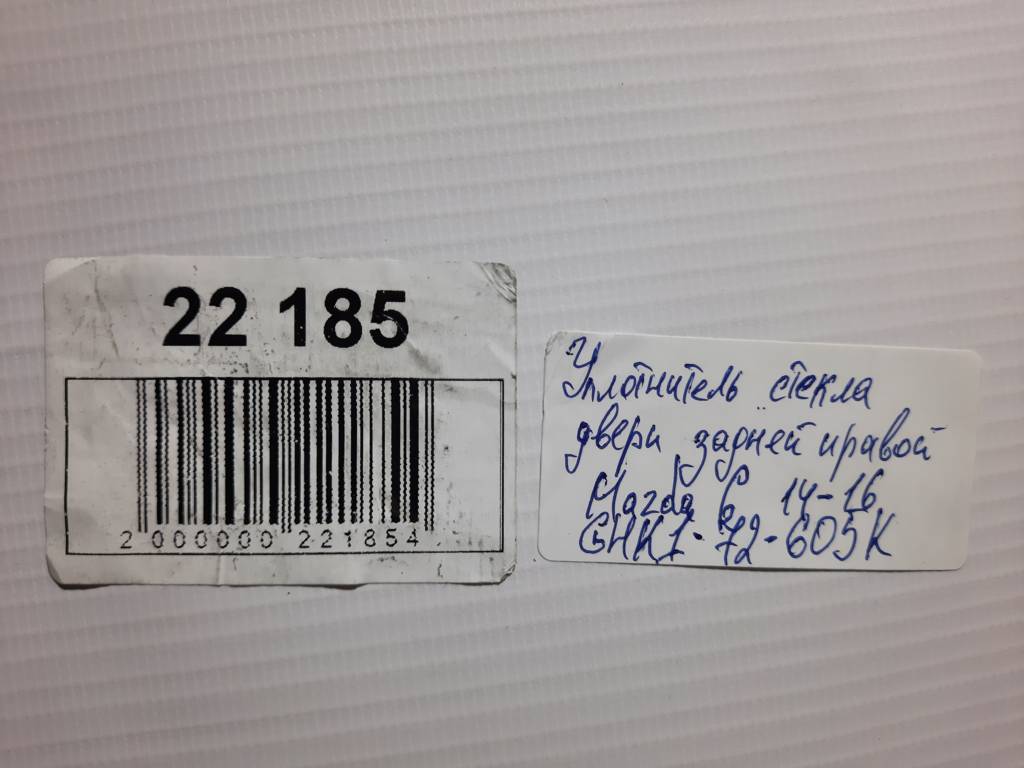 22 185
2 000000 221854
Уплотнитель стекла
двери задней правой
Mazda 6 14-16
GHK1-72-605K